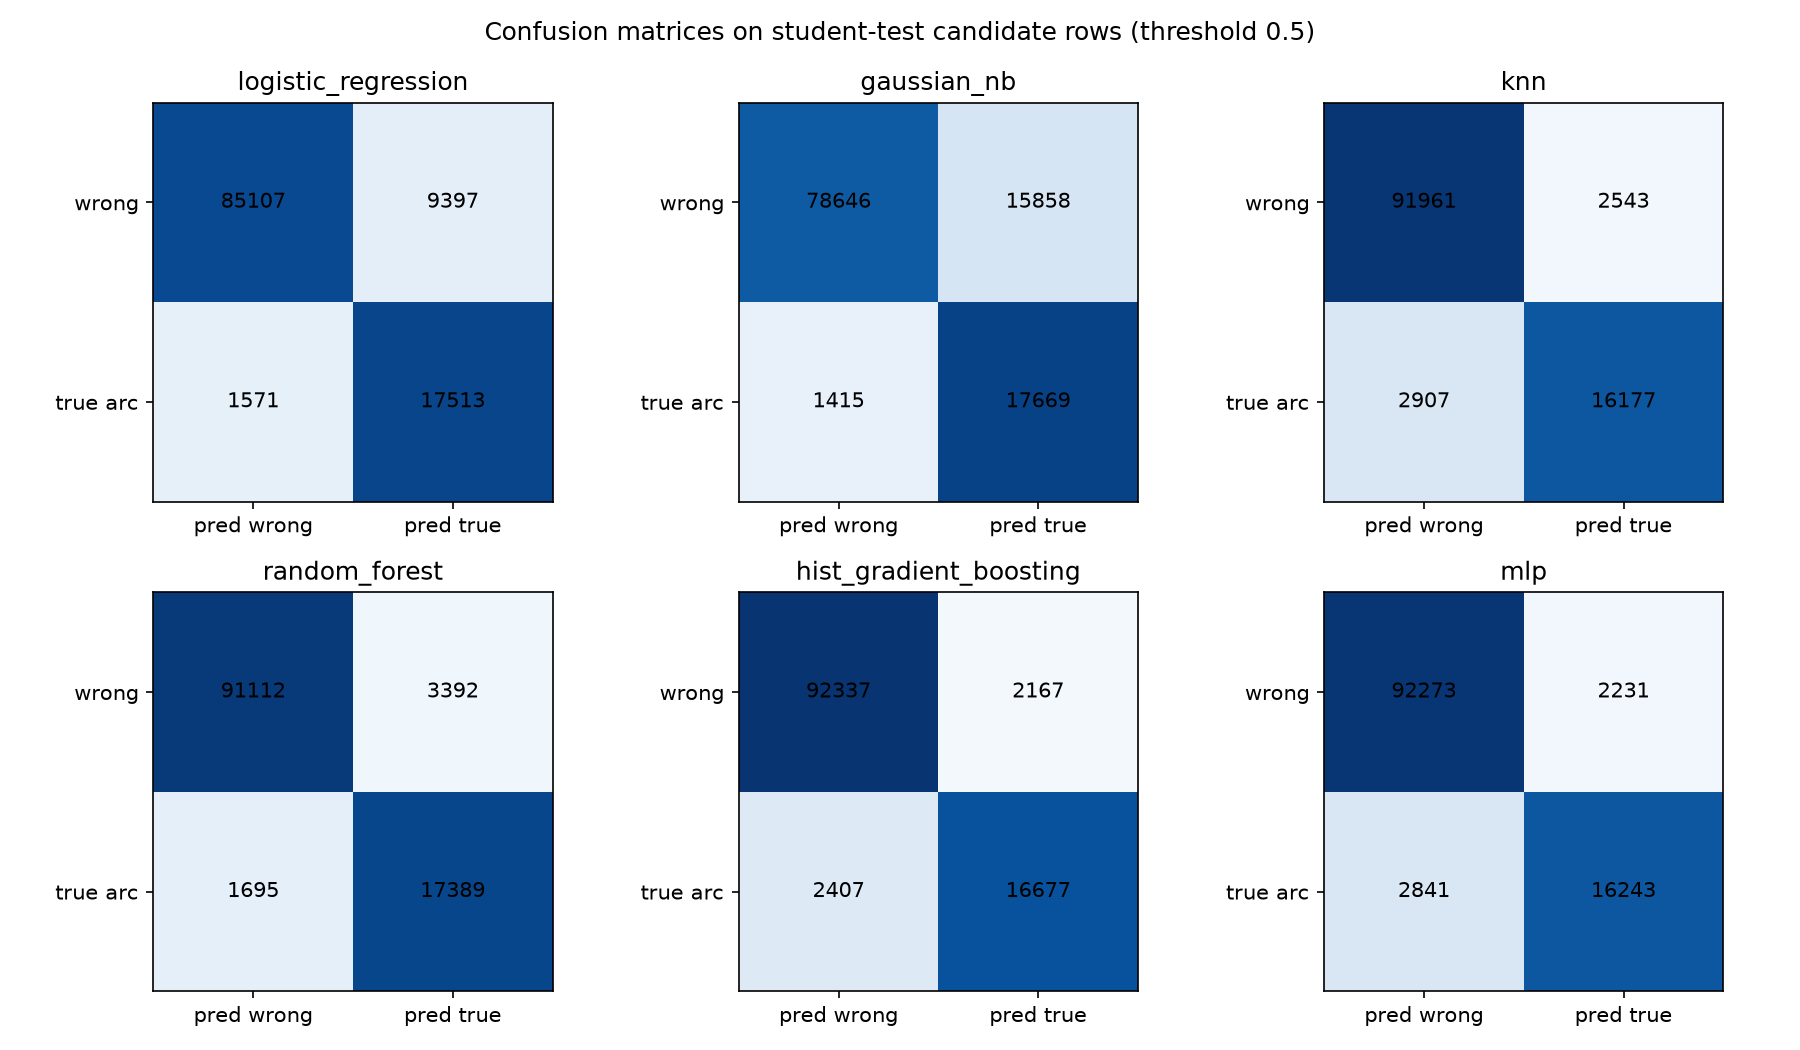 Confusion matrices on student-test candidate rows (threshold 0.5)
logistic_regression
wrong
85107
9397
true arc
1571
17513
pred wrong
pred true
gaussian_nb
wrong
78646
15858
true arc
1415
17669
pred wrong
pred true
knn
wrong
91961
2543
true arc
2907
16177
pred wrong
pred true
random_forest
wrong
91112
3392
true arc
1695
17389
pred wrong
pred true
hist_gradient_boosting
wrong
92337
2167
true arc
2407
16677
pred wrong
pred true
mlp
wrong
92273
2231
true arc
2841
16243
pred wrong
pred true